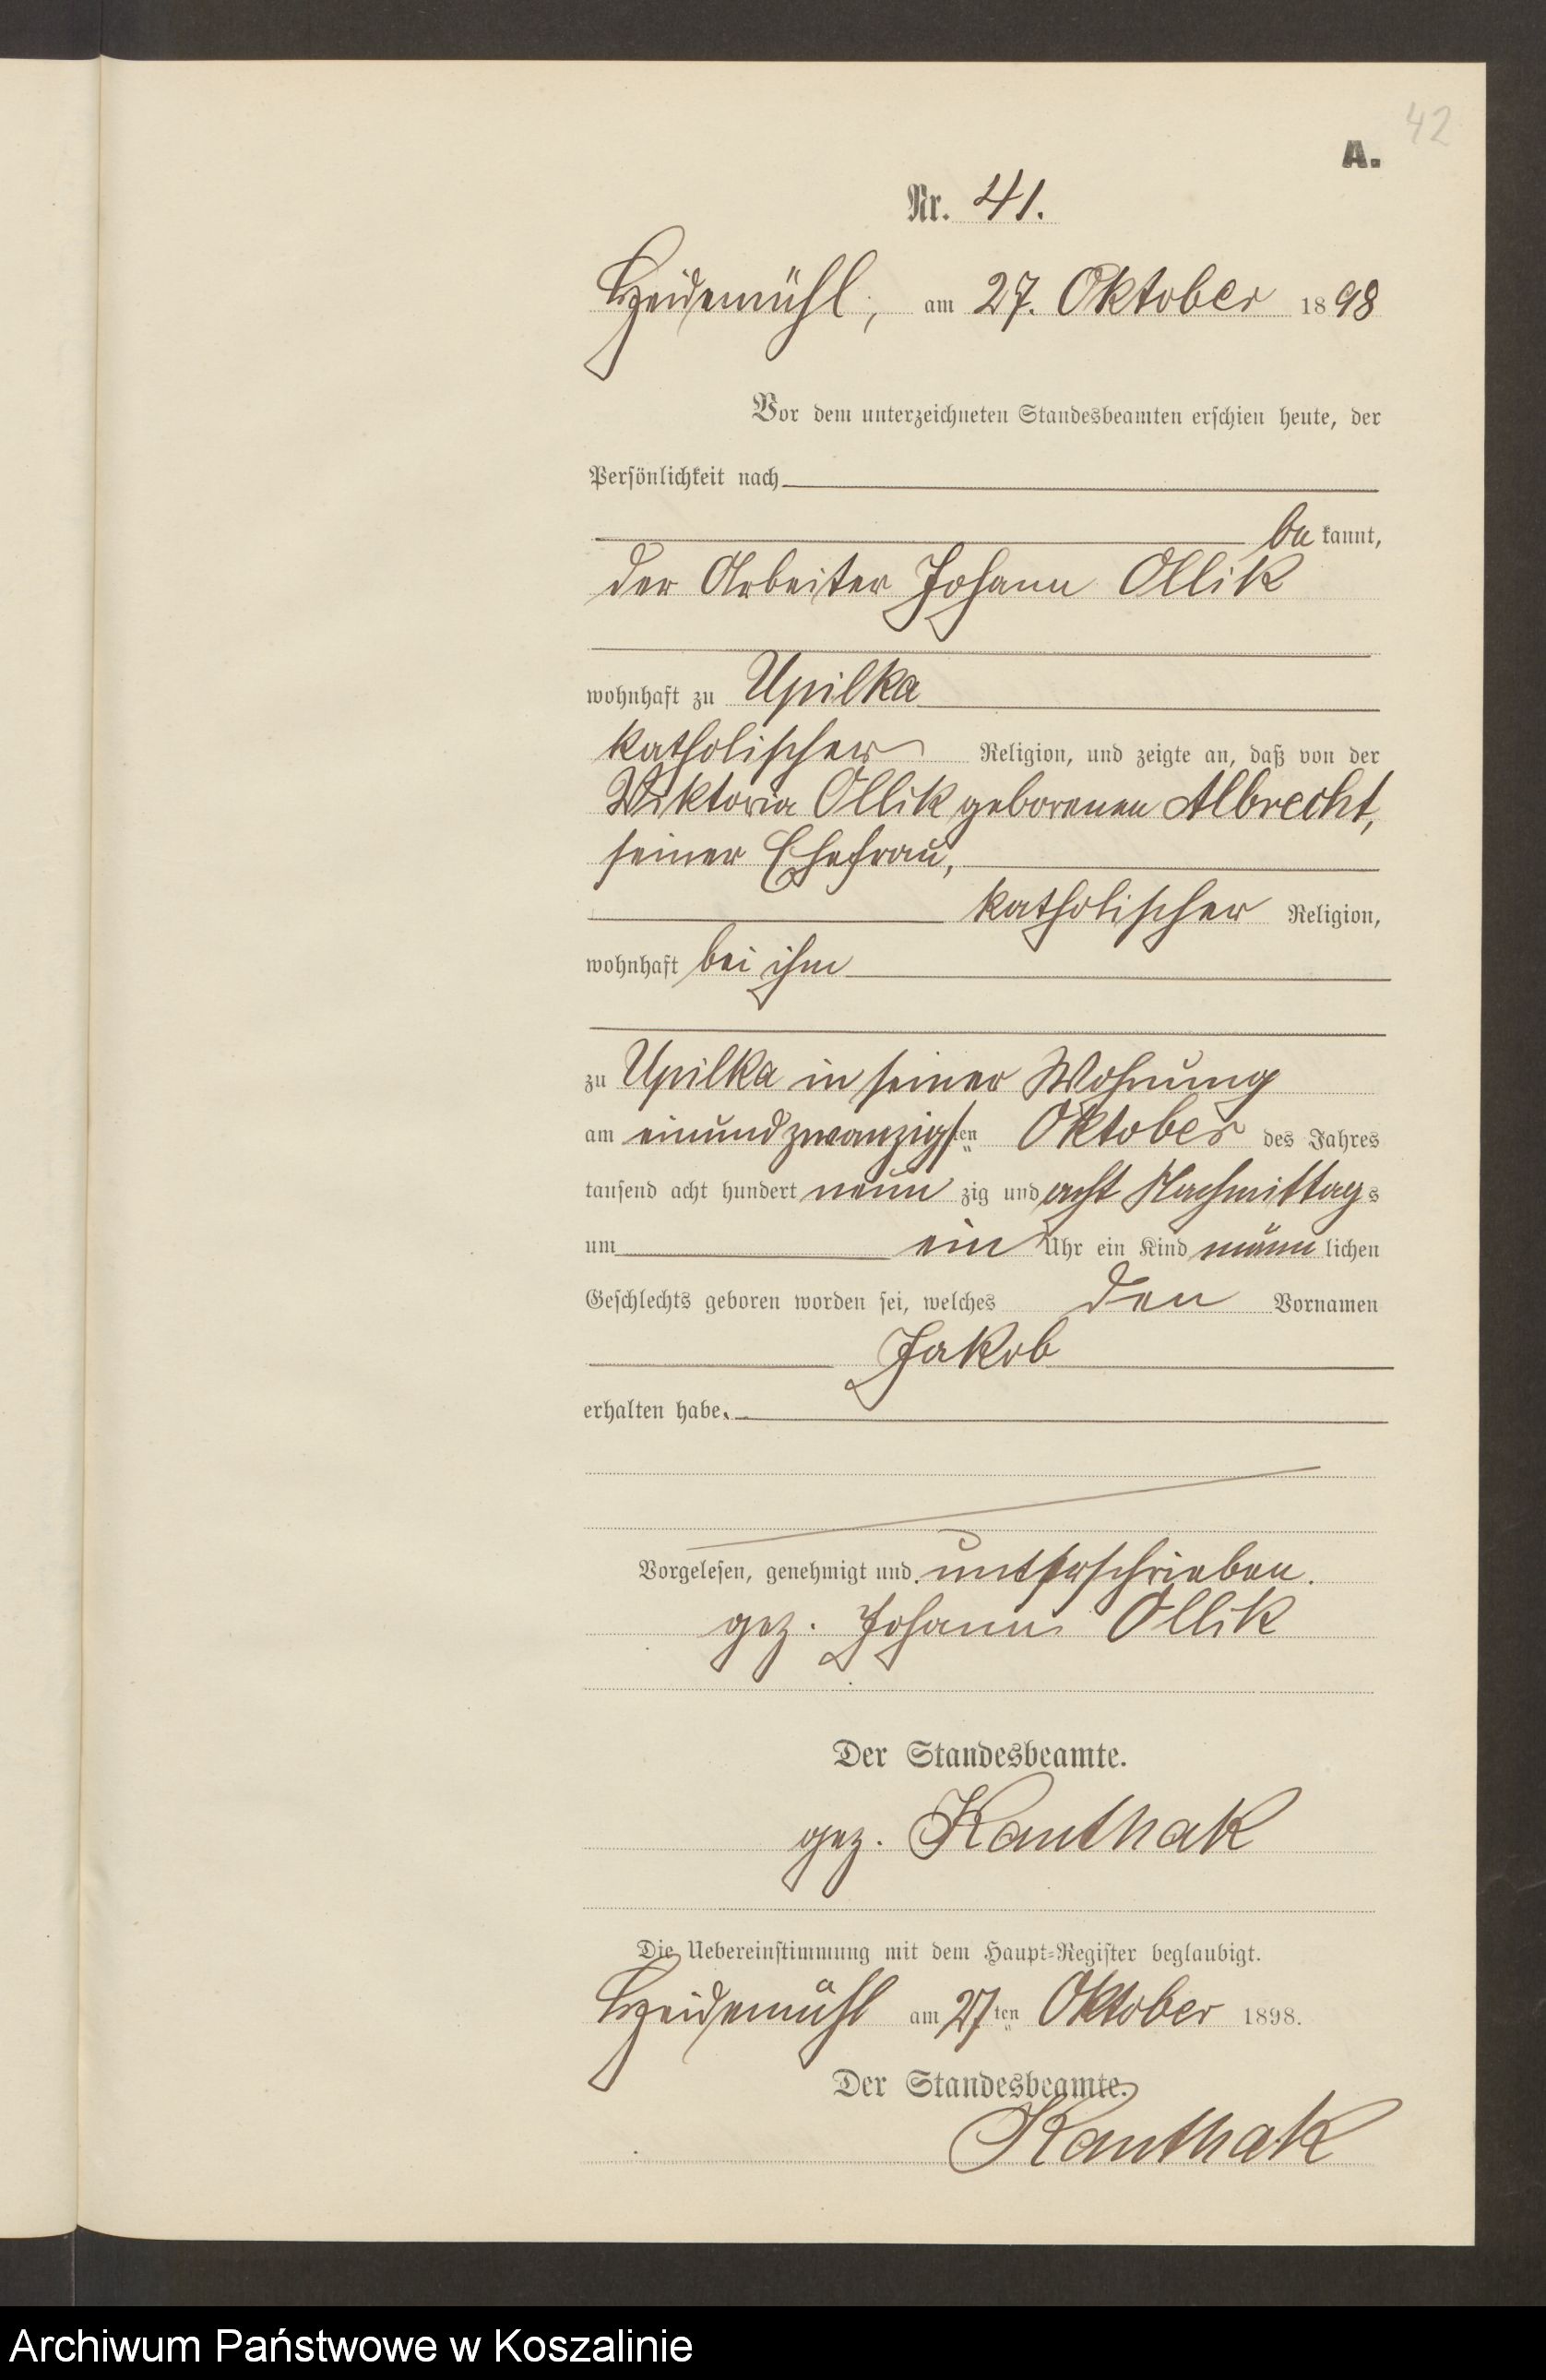 42
A.
Nr. 41.
Heidemühl, am 27. Oktober 1898
Vor dem unterzeichneten Standesbeamten erschien heute, der
Persönlichkeit nach
bekannt,
der Arbeiter Johann Ollik
wohnhaft zu Upilka
katholischer Religion, und zeigte an, daß von der
Viktoria Ollik geborenen Albrecht,
seiner Ehefrau,
katholischer Religion,
wohnhaft bei ihm
zu Upilka in seiner Wohnung
am einundzwanzigsten Oktober des Jahres
tausend acht hundert neunzig und acht Nachmittags
um ein Uhr ein Kind männlichen
Geschlechts geboren worden sei, welches den Vornamen
Jakob
erhalten habe.
Vorgelesen, genehmigt und unterschrieben.
gez. Johann Ollik
Der Standesbeamte.
gez. Kanthak
Die Uebereinstimmung mit dem Haupt-Register beglaubigt.
Heidemühl am 27ten Oktober 1898.
Der Standesbeamte.
Kanthak
Archiwum Państwowe w Koszalinie